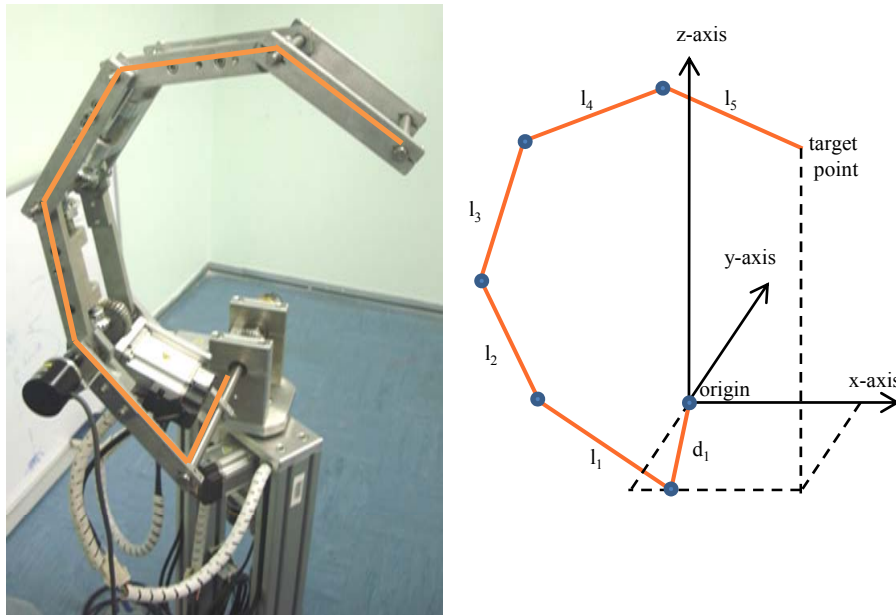 z-axis
l₄
l₅
target
point
l₃
y-axis
l₂
x-axis
origin
l₁
d₁